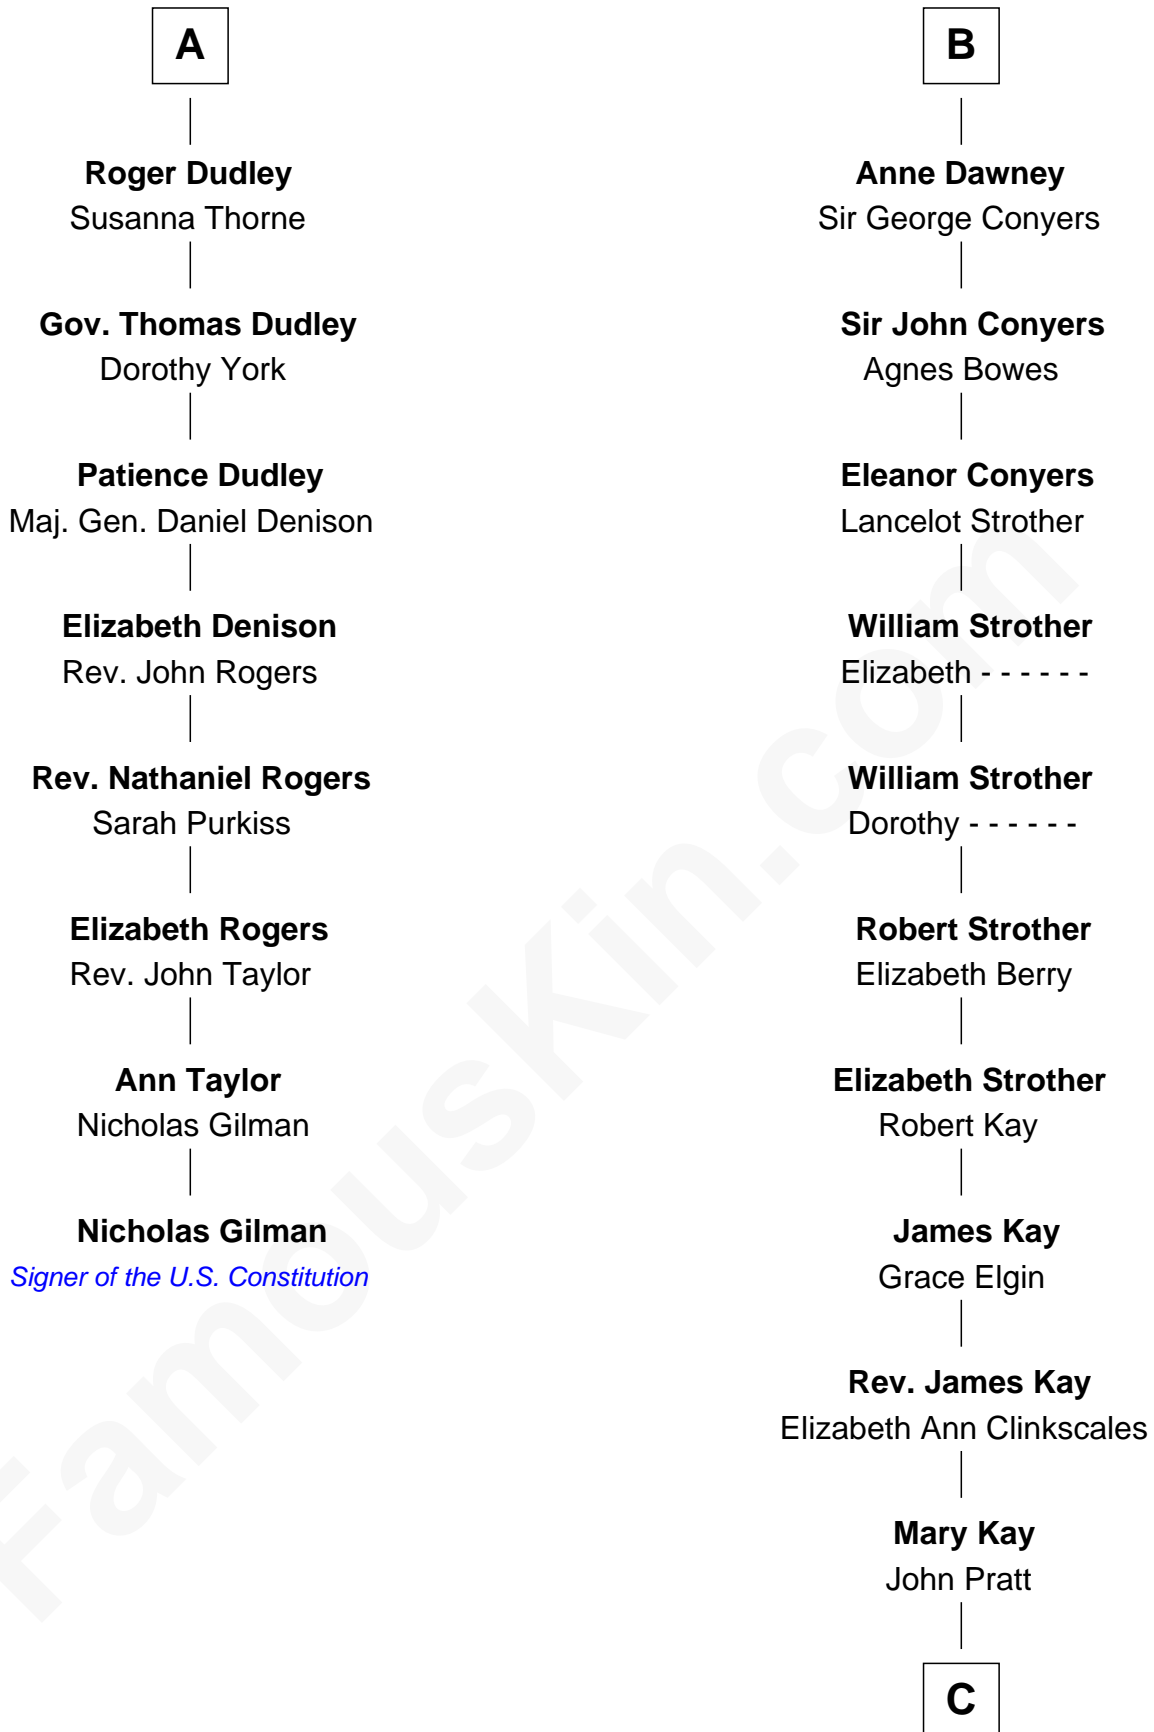 A
Roger Dudley
Susanna Thorne
Gov. Thomas Dudley
Dorothy York
Patience Dudley
Maj. Gen. Daniel Denison
Elizabeth Denison
Rev. John Rogers
Rev. Nathaniel Rogers
Sarah Purkiss
Elizabeth Rogers
Rev. John Taylor
Ann Taylor
Nicholas Gilman
Nicholas Gilman
Signer of the U.S. Constitution
B
Anne Dawney
Sir George Conyers
Sir John Conyers
Agnes Bowes
Eleanor Conyers
Lancelot Strother
William Strother
Elizabeth - - - - - -
William Strother
Dorothy - - - - - -
Robert Strother
Elizabeth Berry
Elizabeth Strother
Robert Kay
James Kay
Grace Elgin
Rev. James Kay
Elizabeth Ann Clinkscales
Mary Kay
John Pratt
C
FamousKin.com